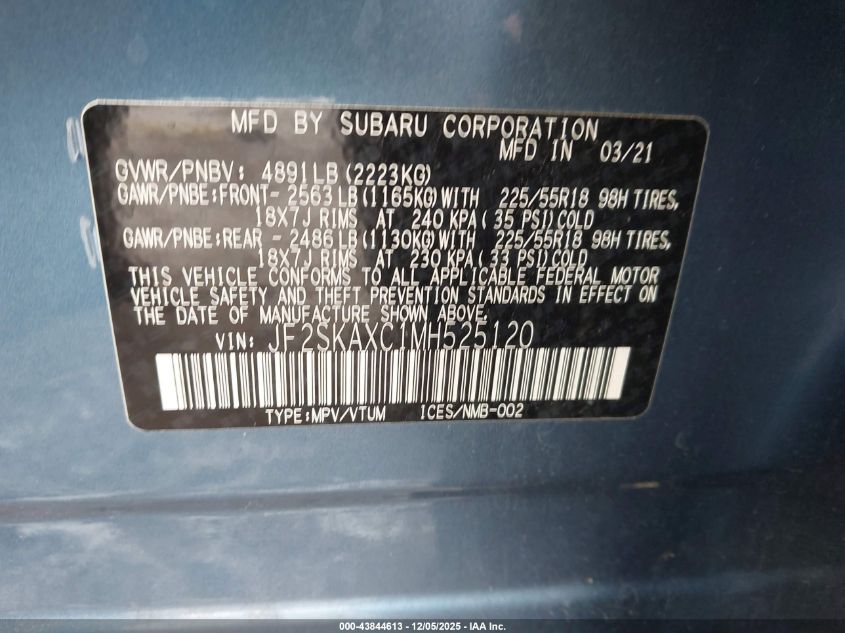 MFD BY SUBARU CORPORATION
MFD IN 03/21
GVWR/PNBV: 4891LB(2223KG)
GAWR/PNBE:FRONT- 2563LB(1165KG)WITH 225/55R18 98H TIRES,
18X7J RIMS AT 240 KPA( 35 PSI)COLD
GAWR/PNBE:REAR - 2486LB(1130KG)WITH 225/55R18 98H TIRES,
18X7J RIMS AT 230 KPA( 33 PSI)COLD
THIS VEHICLE CONFORMS TO ALL APPLICABLE FEDERAL MOTOR
VEHICLE SAFETY AND THEFT PREVENTION STANDARDS IN EFFECT ON
THE DATE OF MANUFACTURE SHOWN ABOVE.
VIN: JF2SKAXC1MH525120
TYPE:MPV/VTUM ICES/NMB-002
000-43844613 - 12/05/2025 - IAA Inc.